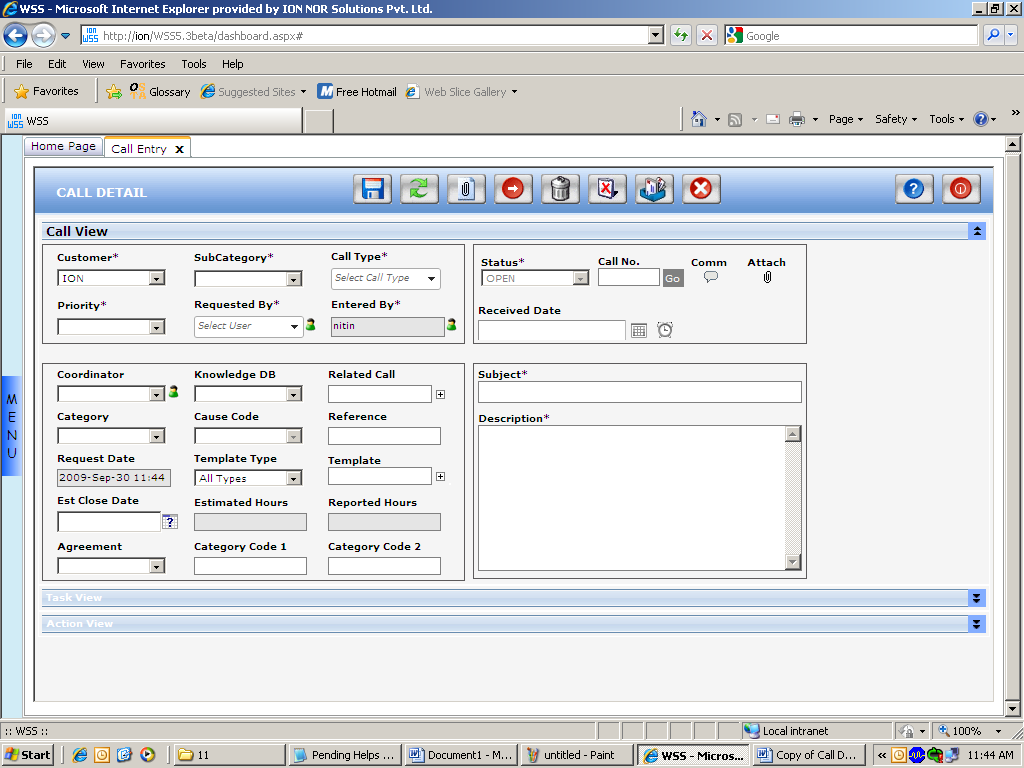 WSS - Microsoft Internet Explorer provided by ION NOR Solutions Pvt. Ltd.
ion WSS http://ion/WSS5.3beta/dashboard.aspx# Google
File Edit View Favorites Tools Help
Favorites Glossary Suggested Sites Free Hotmail Web Slice Gallery
ion WSS WSS Page Safety Tools »
Home Page Call Entry x
CALL DETAIL
Call View
Customer* SubCategory* Call Type*
ION Select Call Type
Priority* Requested By* Entered By*
Select User nitin
Status* Call No. Comm Attach
OPEN Go
Received Date
MENU
Coordinator Knowledge DB Related Call
Category Cause Code Reference
Request Date Template Type Template
2009-Sep-30 11:44 All Types
Est Close Date Estimated Hours Reported Hours
Agreement Category Code 1 Category Code 2
Subject*
Description*
Task View
Action View
:: WSS :: Local intranet 100%
Start 11 Pending Helps ... Document1 - M... untitled - Paint WSS - Micros... Copy of Call D... « 11:44 AM